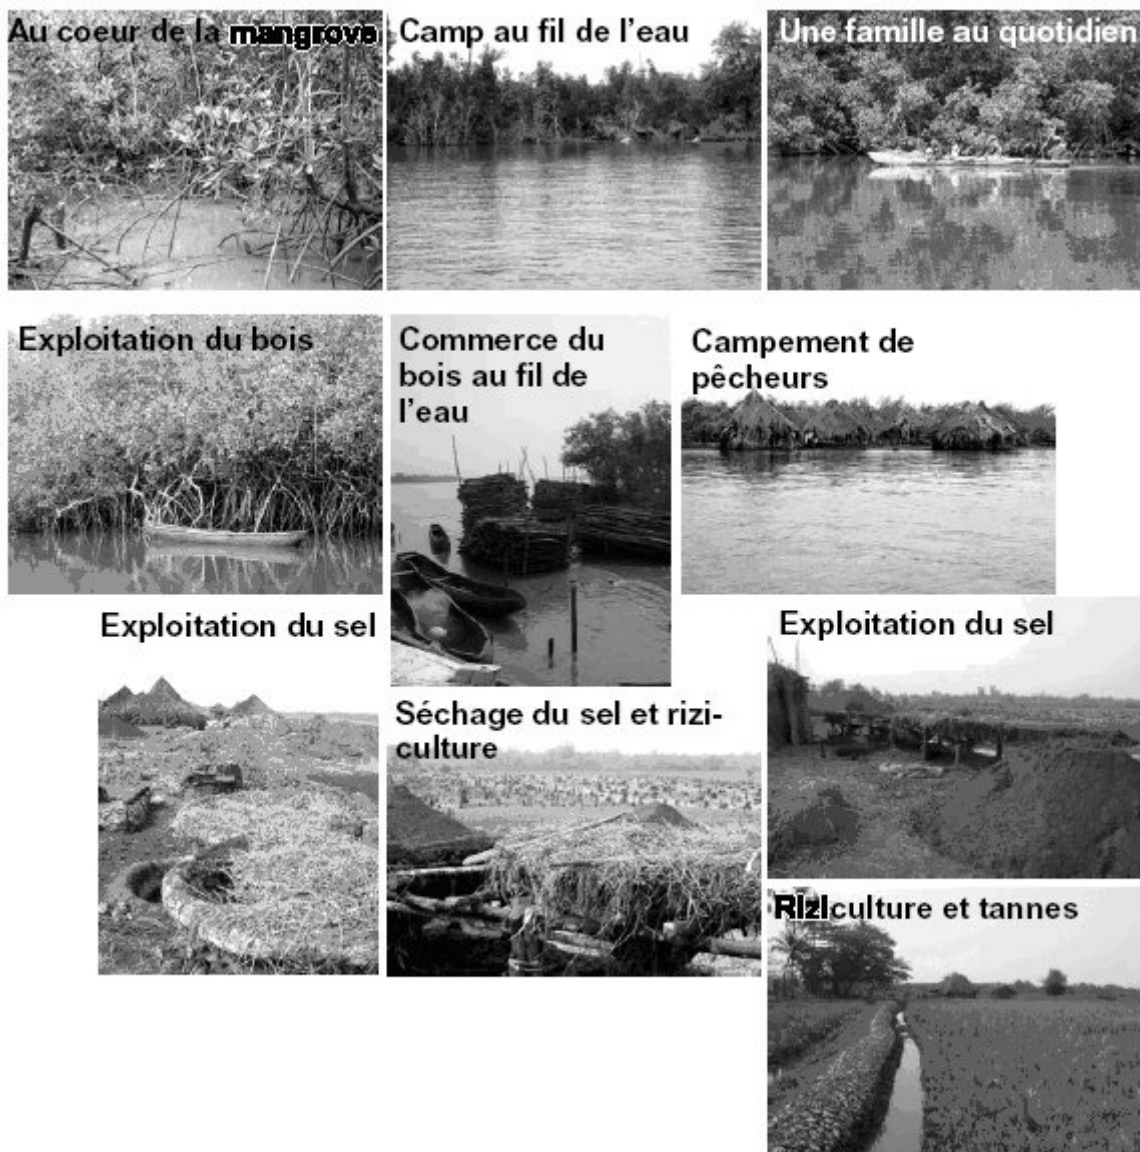 Au coeur de la mangrove
Camp au fil de l'eau
Une famille au quotidien
Exploitation du bois
Commerce du
bois au fil de
l'eau
Campement de
pêcheurs
Exploitation du sel
Séchage du sel et rizi-
culture
Exploitation du sel
Riziculture et tannes